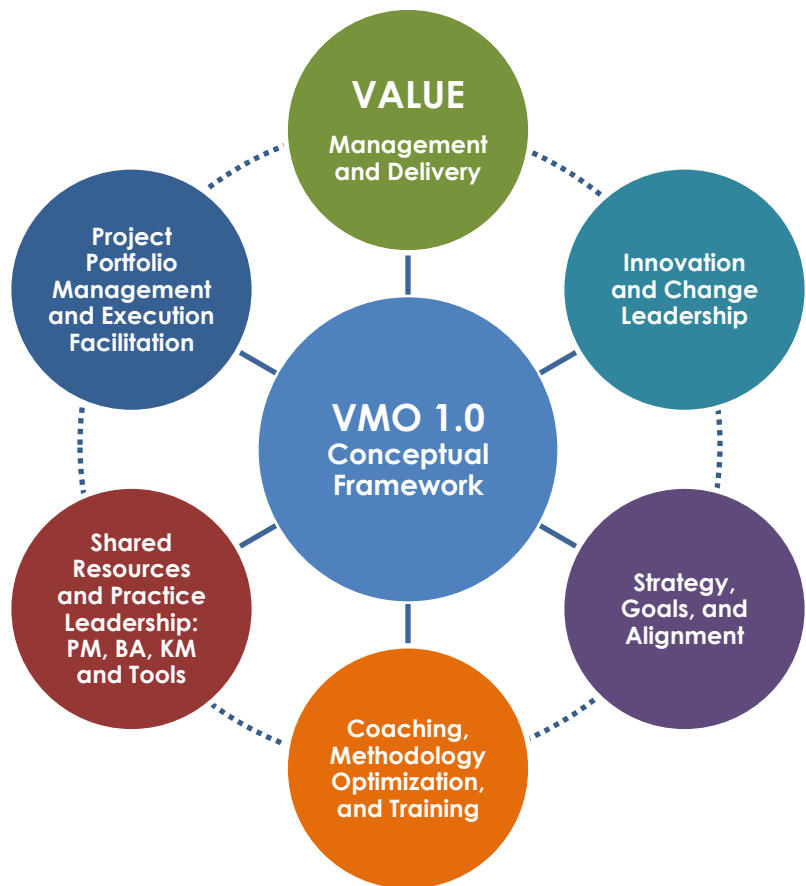 VALUE
Management
and Delivery
Innovation
and Change
Leadership
Strategy,
Goals, and
Alignment
Coaching,
Methodology
Optimization,
and Training
Shared
Resources
and Practice
Leadership:
PM, BA, KM
and Tools
Project
Portfolio
Management
and Execution
Facilitation
VMO 1.0
Conceptual
Framework